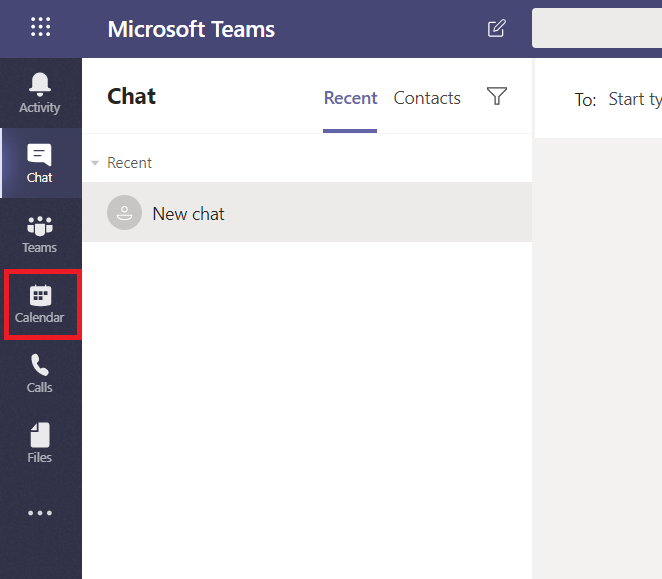 Microsoft Teams
Activity
Chat
Teams
Calendar
Calls
Files
Chat
Recent
Contacts
Recent
New chat
To: Start ty